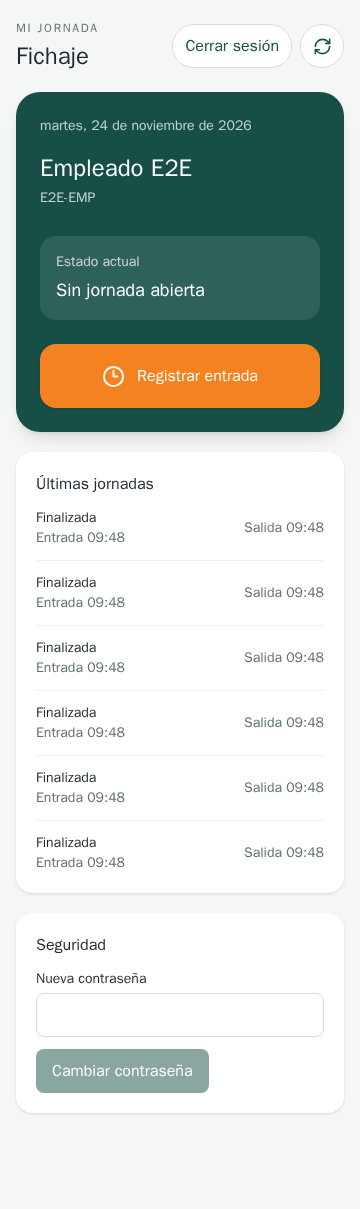 MI JORNADA
Fichaje
Cerrar sesión
martes, 24 de noviembre de 2026
Empleado E2E
E2E-EMP
Estado actual
Sin jornada abierta
Registrar entrada
Últimas jornadas
Finalizada
Entrada 09:48
Salida 09:48
Finalizada
Entrada 09:48
Salida 09:48
Finalizada
Entrada 09:48
Salida 09:48
Finalizada
Entrada 09:48
Salida 09:48
Finalizada
Entrada 09:48
Salida 09:48
Finalizada
Entrada 09:48
Salida 09:48
Seguridad
Nueva contraseña
Cambiar contraseña